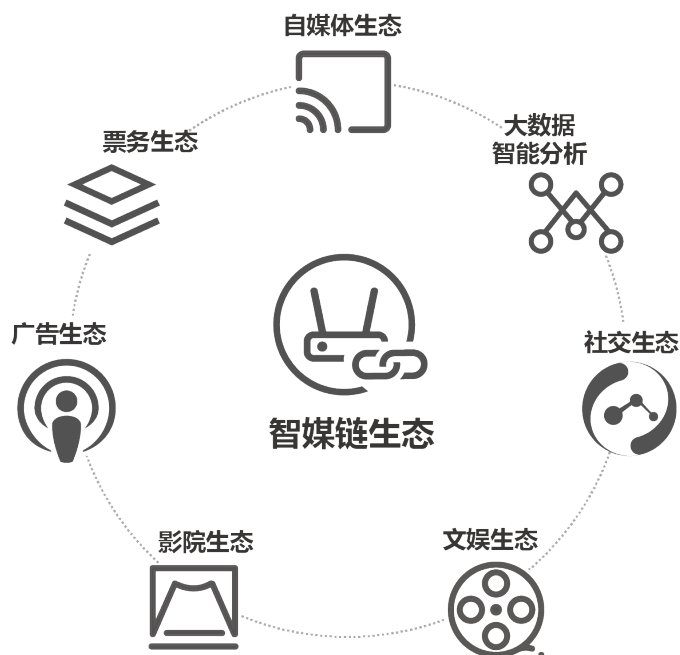 自媒体生态
大数据
智能分析
票务生态
广告生态
社交生态
智媒链生态
影院生态
文娱生态